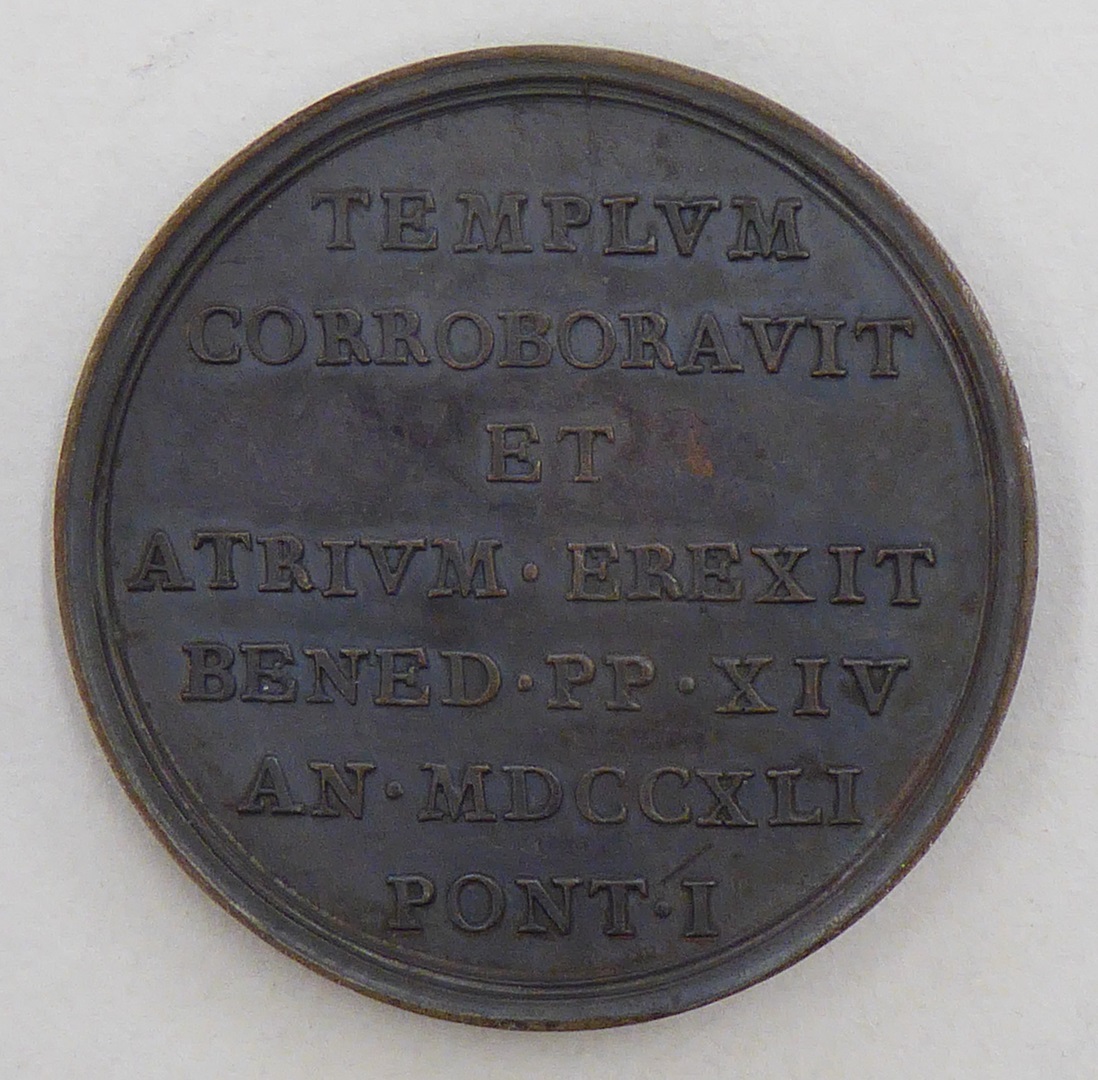 TEMPLVM
CORROBORAVIT
ET
ATRIVM · EREXIT
BENED · PP · XIV
AN · MDCCXLI
PONT · I